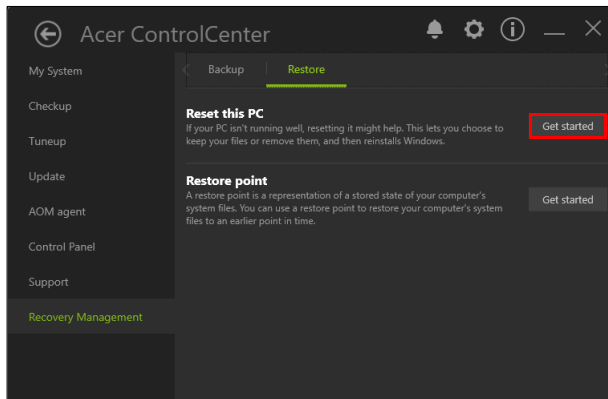 Acer ControlCenter
My System
Checkup
Tuneup
Update
AOM agent
Control Panel
Support
Recovery Management
Backup
Restore
Reset this PC
If your PC isn't running well, resetting it might help. This lets you choose to
keep your files or remove them, and then reinstalls Windows.
Get started
Restore point
A restore point is a representation of a stored state of your computer's
system files. You can use a restore point to restore your computer's system
files to an earlier point in time.
Get started